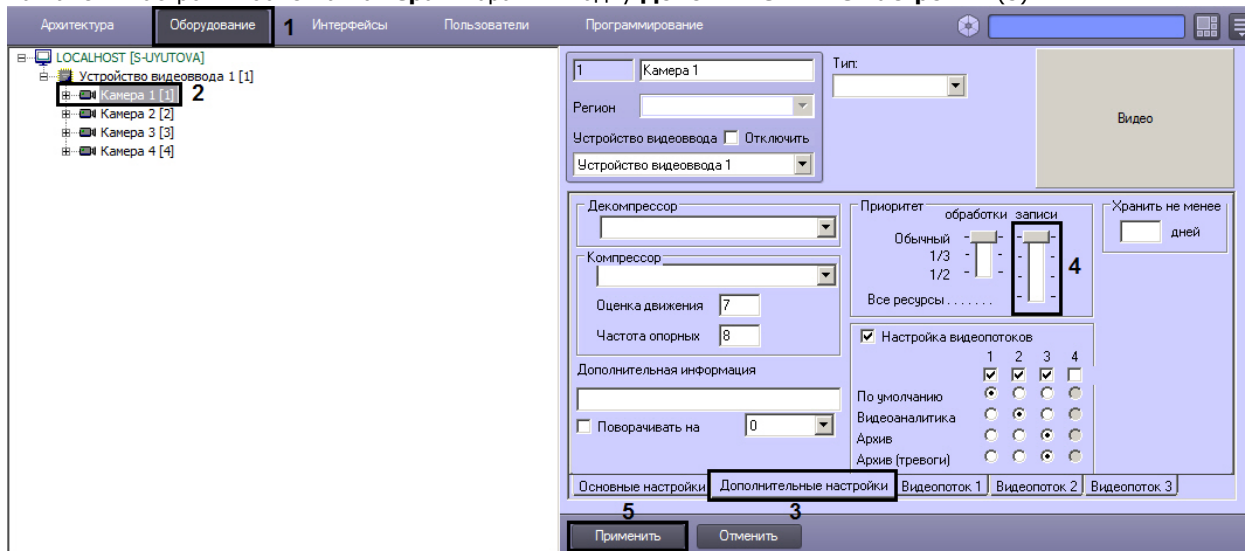 Архитектура Оборудование 1 Интерфейсы Пользователи Программирование
LOCALHOST [S-UYUTOVA]
Устройство видеоввода 1 [1]
Камера 1 [1] 2
Камера 2 [2]
Камера 3 [3]
Камера 4 [4]
1 Камера 1
Регион
Устройство видеоввода Отключить
Устройство видеоввода 1
Тип:
Видео
Декомпрессор
Компрессор
Оценка движения 7
Частота опорных 8
Дополнительная информация
Поворачивать на 0
Приоритет
обработки записи
Обычный
1/3
1/2
Все ресурсы . . . . . . .
4
Хранить не менее
дней
Настройка видеопотоков
1 2 3 4
По умолчанию
Видеоаналитика
Архив
Архив (тревоги)
Основные настройки Дополнительные настройки Видеопоток 1 Видеопоток 2 Видеопоток 3
5 3
Применить Отменить